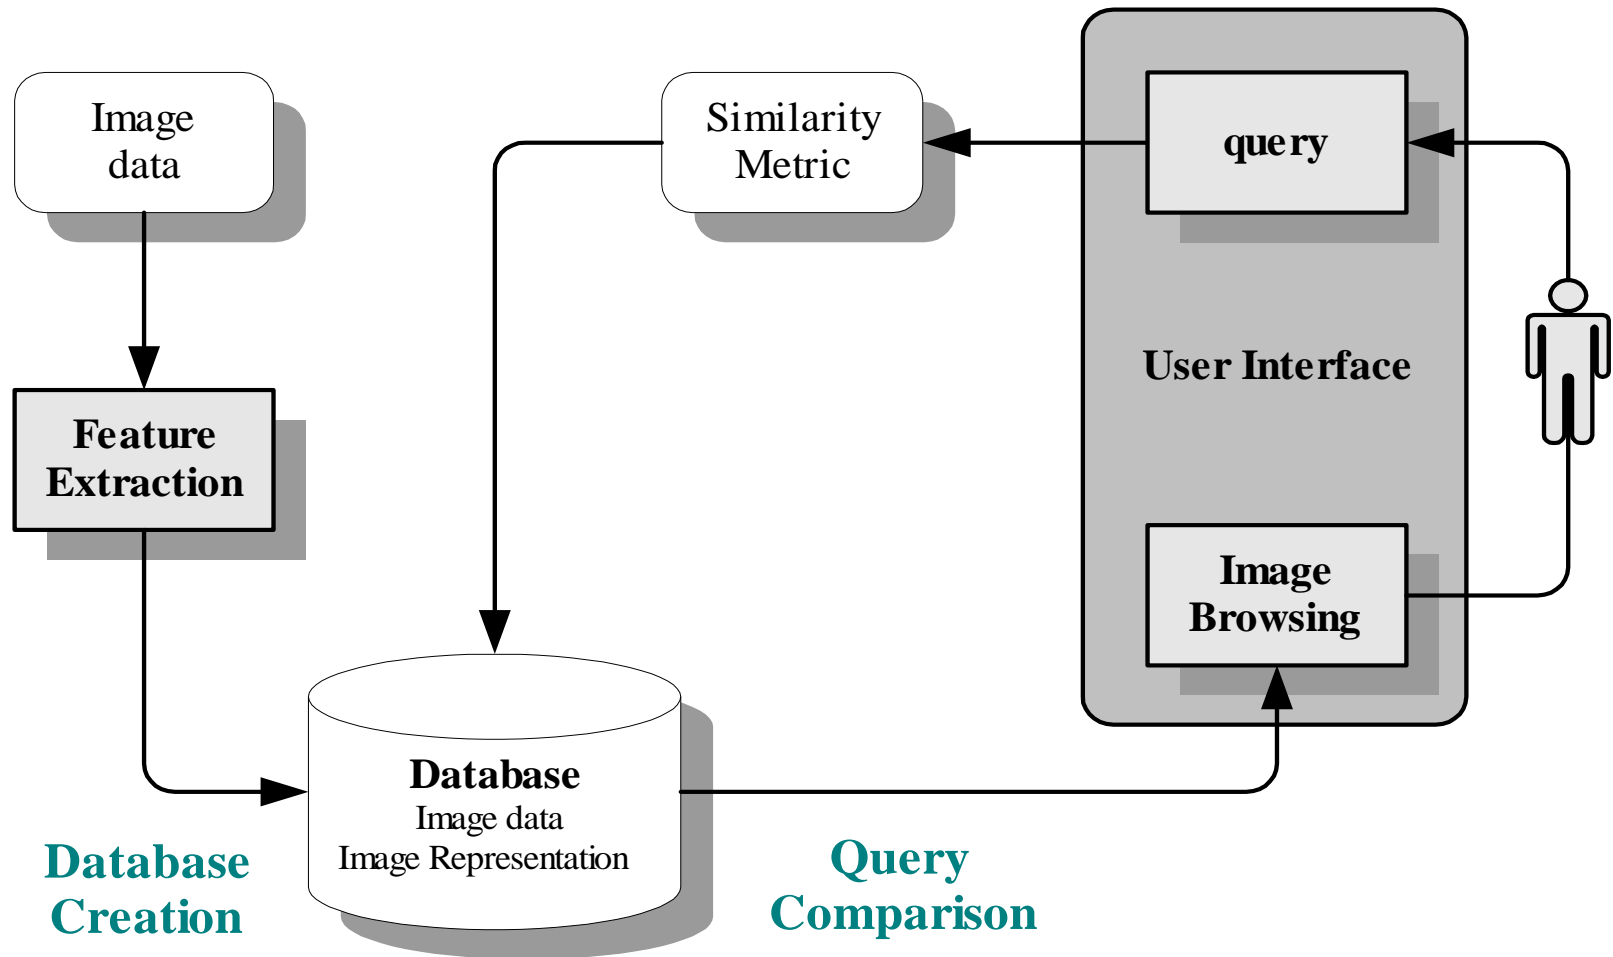 Image
data
Similarity
Metric
query
User Interface
Feature
Extraction
Image
Browsing
Database
Image data
Image Representation
Database
Creation
Query
Comparison